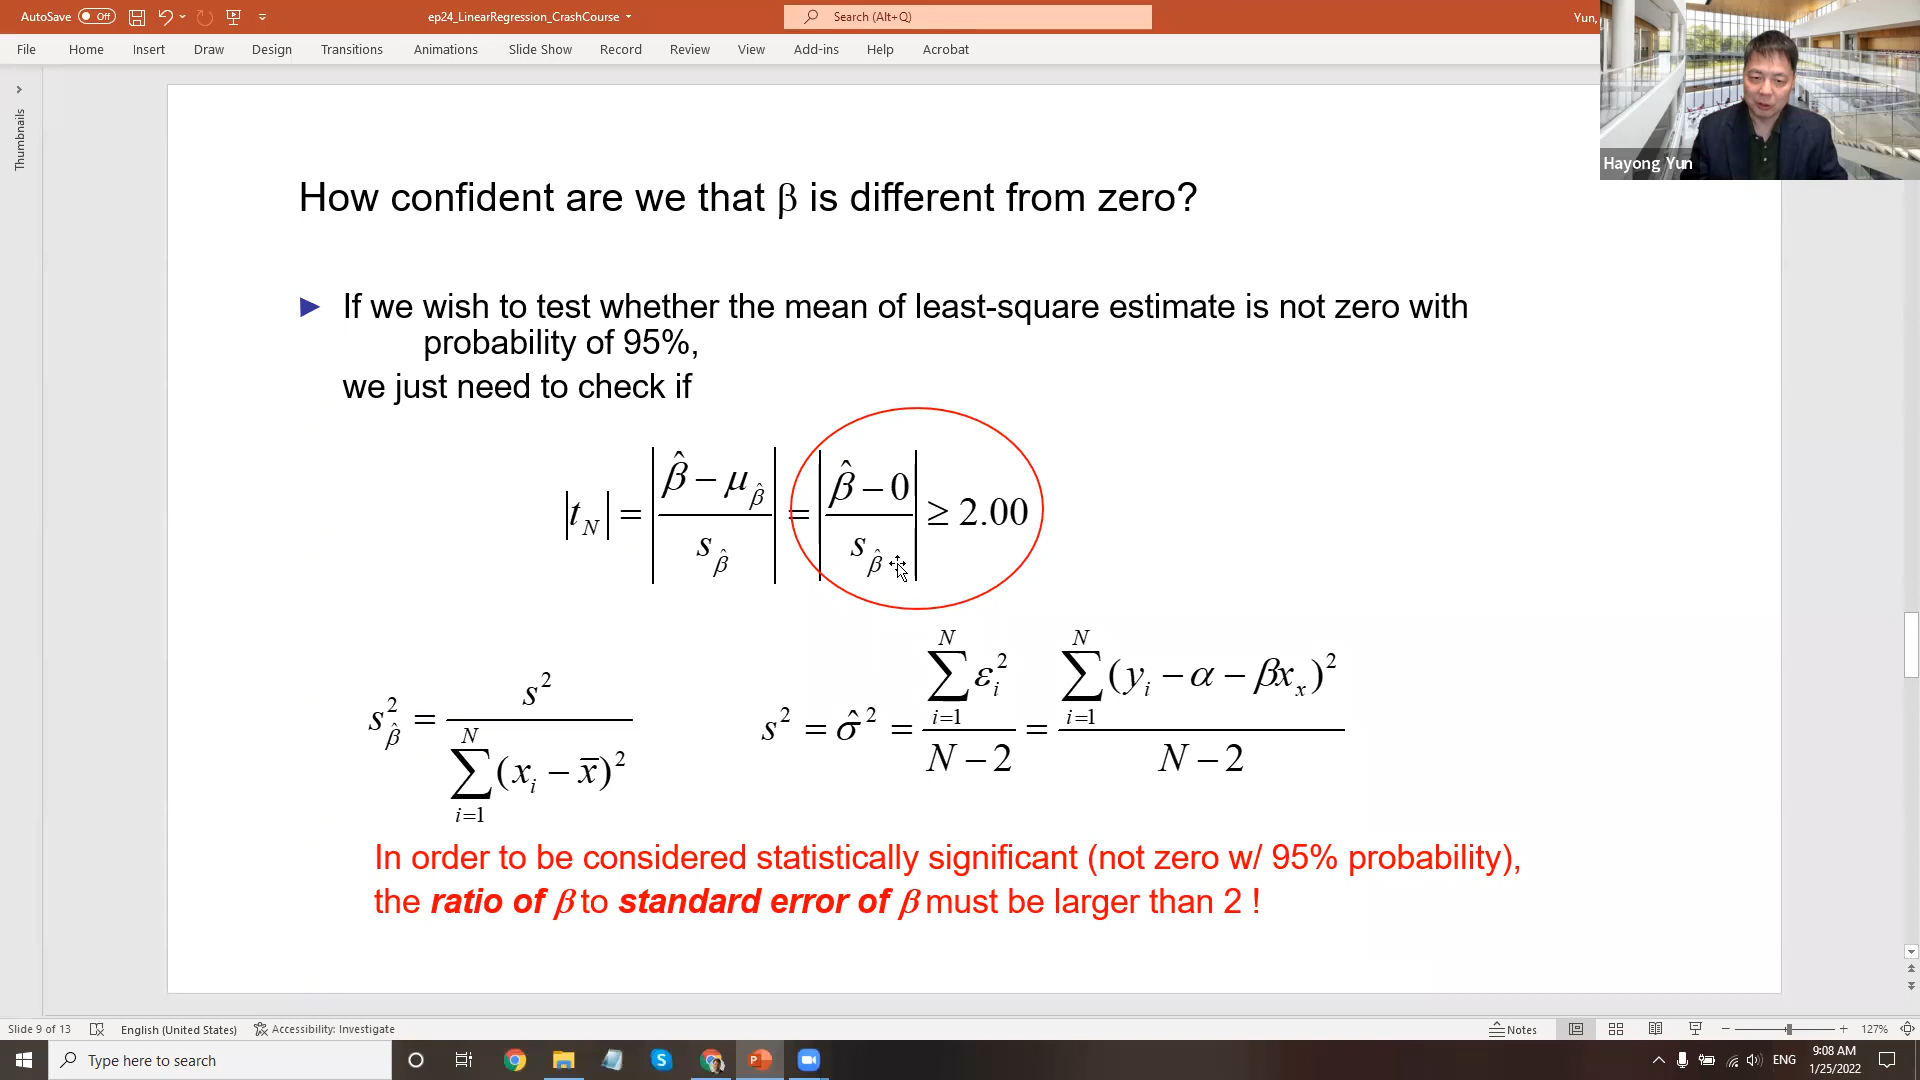 AutoSave Off ep24_LinearRegression_CrashCourse Search (Alt+Q) Yun,
File Home Insert Draw Design Transitions Animations Slide Show Record Review View Add-ins Help Acrobat
Hayong Yun
Thumbnails
How confident are we that β is different from zero?
► If we wish to test whether the mean of least-square estimate is not zero with
probability of 95%,
we just need to check if
|t_N| = |(β̂ − μ_β̂) / s_β̂| = |(β̂ − 0) / s_β̂| ≥ 2.00
s²_β̂ = s² / ∑_{i=1}^{N} (x_i − x̄)²
s² = σ̂² = ∑_{i=1}^{N} ε_i² / (N − 2) = ∑_{i=1}^{N} (y_i − α − βx_x)² / (N − 2)
In order to be considered statistically significant (not zero w/ 95% probability),
the ratio of β to standard error of β must be larger than 2 !
Slide 9 of 13 English (United States) Accessibility: Investigate Notes 127%
Type here to search ENG 9:08 AM
1/25/2022